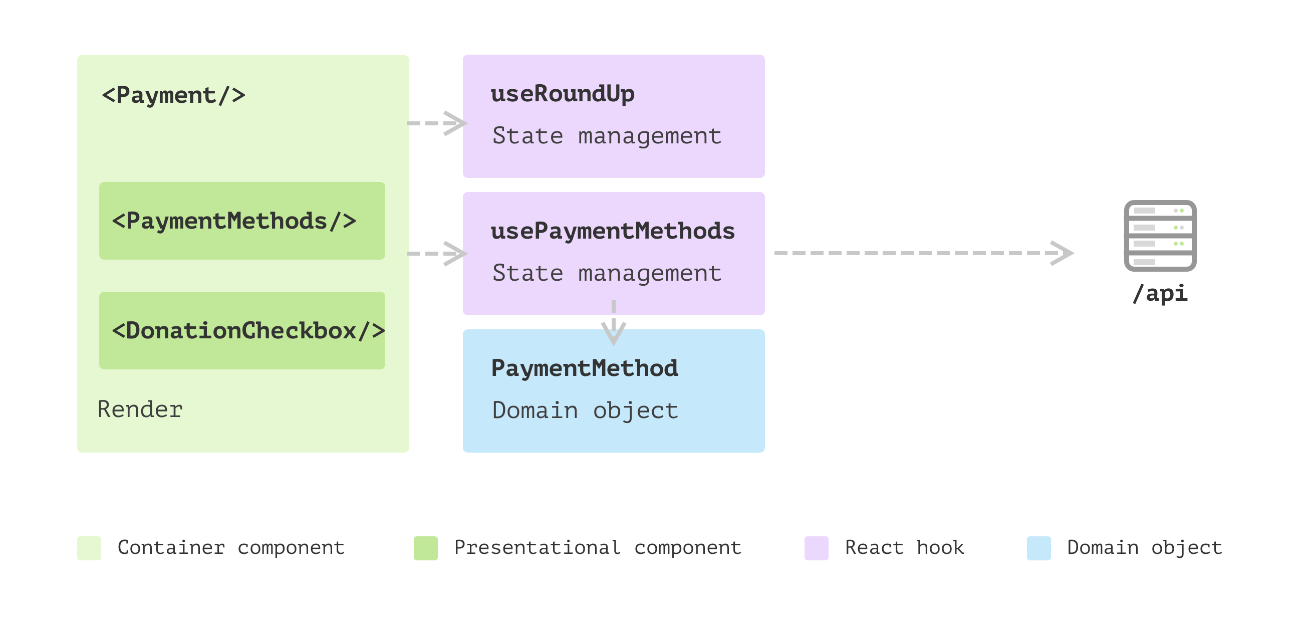 <Payment/>
<PaymentMethods/>
<DonationCheckbox/>
Render
useRoundUp
State management
usePaymentMethods
State management
PaymentMethod
Domain object
/api
Container component
Presentational component
React hook
Domain object